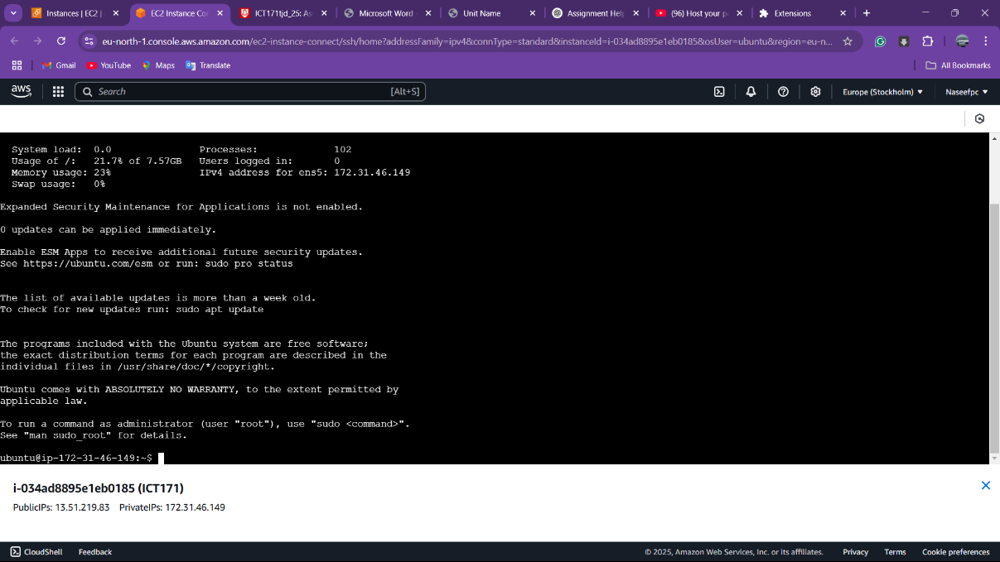 Instances | EC2 |
EC2 Instance Con
ICT171tjd_25: As
Microsoft Word
Unit Name
Assignment Help
(96) Host your p
Extensions
eu-north-1.console.aws.amazon.com/ec2-instance-connect/ssh/home?addressFamily=ipv4&connType=standard&instanceId=i-034ad8895e1eb0185&osUser=ubuntu&region=eu-n...
Gmail
YouTube
Maps
Translate
All Bookmarks
aws
Search
[Alt+S]
Europe (Stockholm)
Naseefpc
System load: 0.0 Processes: 102
Usage of /: 21.7% of 7.57GB Users logged in: 0
Memory usage: 23% IPv4 address for ens5: 172.31.46.149
Swap usage: 0%
Expanded Security Maintenance for Applications is not enabled.
0 updates can be applied immediately.
Enable ESM Apps to receive additional future security updates.
See https://ubuntu.com/esm or run: sudo pro status
The list of available updates is more than a week old.
To check for new updates run: sudo apt update
The programs included with the Ubuntu system are free software;
the exact distribution terms for each program are described in the
individual files in /usr/share/doc/*/copyright.
Ubuntu comes with ABSOLUTELY NO WARRANTY, to the extent permitted by
applicable law.
To run a command as administrator (user "root"), use "sudo <command>".
See "man sudo_root" for details.
ubuntu@ip-172-31-46-149:~$
i-034ad8895e1eb0185 (ICT171)
PublicIPs: 13.51.219.83 PrivateIPs: 172.31.46.149
CloudShell
Feedback
© 2025, Amazon Web Services, Inc. or its affiliates.
Privacy
Terms
Cookie preferences